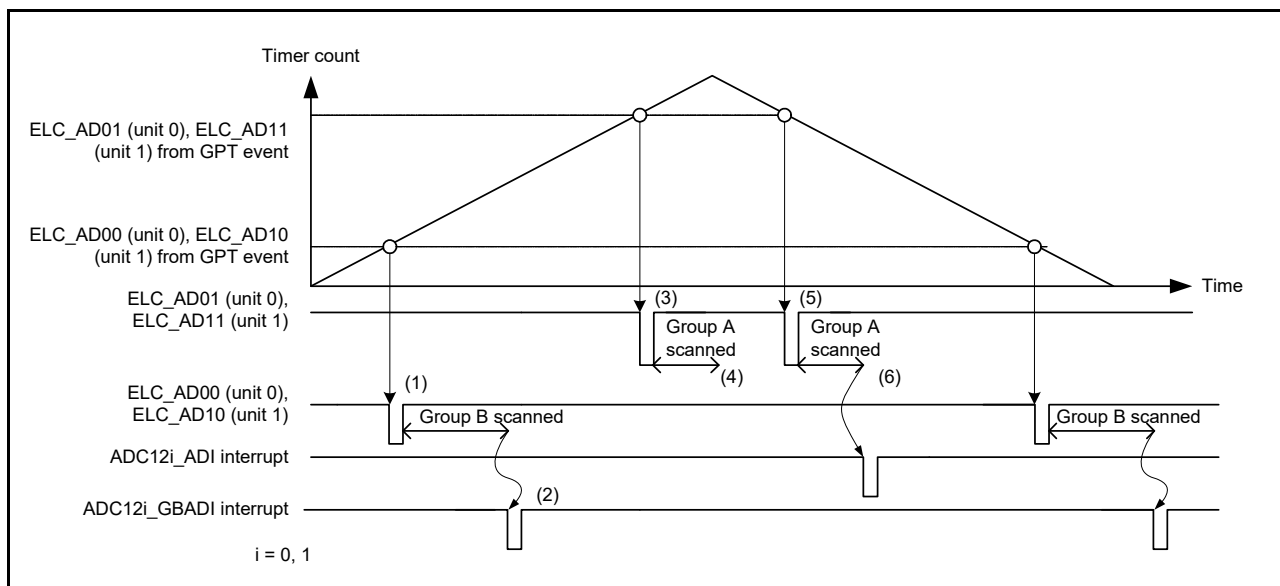 Timer count
ELC_AD01 (unit 0), ELC_AD11
(unit 1) from GPT event
ELC_AD00 (unit 0), ELC_AD10
(unit 1) from GPT event
Time
ELC_AD01 (unit 0),
ELC_AD11 (unit 1)
(3)
Group A
scanned
(4)
(5)
Group A
scanned
(6)
ELC_AD00 (unit 0),
ELC_AD10 (unit 1)
(1)
Group B scanned
Group B scanned
ADC12i_ADI interrupt
ADC12i_GBADI interrupt
(2)
i = 0, 1